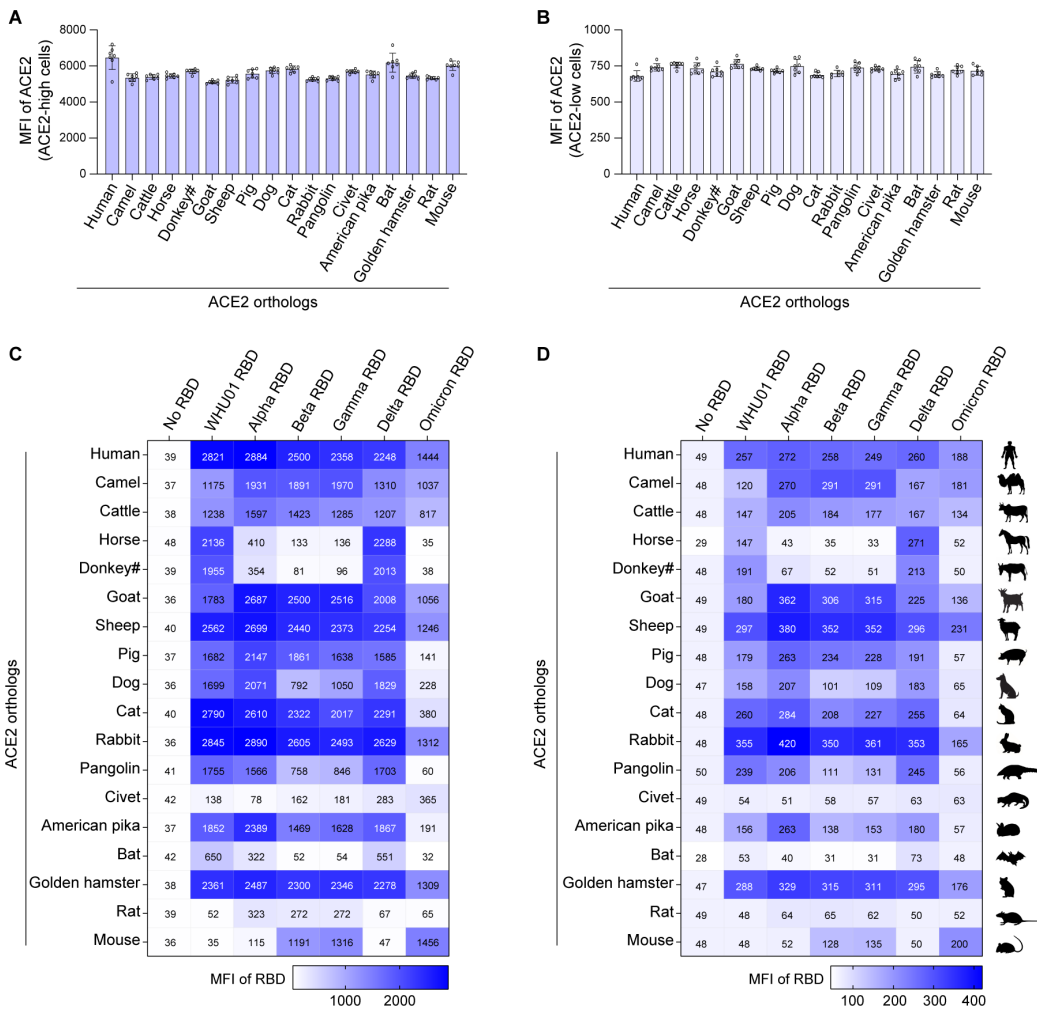 A
MFI of ACE2
(ACE2-high cells)
8000
6000
4000
2000
0
Human
Camel
Cattle
Horse
Donkey#
Goat
Sheep
Pig
Dog
Cat
Rabbit
Pangolin
Civet
American pika
Bat
Golden hamster
Rat
Mouse
ACE2 orthologs
B
MFI of ACE2
(ACE2-low cells)
1000
750
500
250
0
Human
Camel
Cattle
Horse
Donkey#
Goat
Sheep
Pig
Dog
Cat
Rabbit
Pangolin
Civet
American pika
Bat
Golden hamster
Rat
Mouse
ACE2 orthologs
C
No RBD WHU01 RBD Alpha RBD Beta RBD Gamma RBD Delta RBD Omicron RBD
ACE2 orthologs
Human 39 2821 2884 2500 2358 2248 1444
Camel 37 1175 1931 1891 1970 1310 1037
Cattle 38 1238 1597 1423 1285 1207 817
Horse 48 2136 410 133 136 2288 35
Donkey# 39 1955 354 81 96 2013 38
Goat 36 1783 2687 2500 2516 2008 1056
Sheep 40 2562 2699 2440 2373 2254 1246
Pig 37 1682 2147 1861 1638 1585 141
Dog 36 1699 2071 792 1050 1829 228
Cat 40 2790 2610 2322 2017 2291 380
Rabbit 36 2845 2890 2605 2493 2629 1312
Pangolin 41 1755 1566 758 846 1703 60
Civet 42 138 78 162 181 283 365
American pika 37 1852 2389 1469 1628 1867 191
Bat 42 650 322 52 54 551 32
Golden hamster 38 2361 2487 2300 2346 2278 1309
Rat 39 52 323 272 272 67 65
Mouse 36 35 115 1191 1316 47 1456
MFI of RBD
1000 2000
D
No RBD WHU01 RBD Alpha RBD Beta RBD Gamma RBD Delta RBD Omicron RBD
ACE2 orthologs
Human 49 257 272 258 249 260 188
Camel 48 120 270 291 291 167 181
Cattle 48 147 205 184 177 167 134
Horse 29 147 43 35 33 271 52
Donkey# 48 191 67 52 51 213 50
Goat 49 180 362 306 315 225 136
Sheep 49 297 380 352 352 296 231
Pig 48 179 263 234 228 191 57
Dog 47 158 207 101 109 183 65
Cat 48 260 284 208 227 255 64
Rabbit 48 355 420 350 361 353 165
Pangolin 50 239 206 111 131 245 56
Civet 49 54 51 58 57 63 63
American pika 48 156 263 138 153 180 57
Bat 28 53 40 31 31 73 48
Golden hamster 47 288 329 315 311 295 176
Rat 49 48 64 65 62 50 52
Mouse 48 48 52 128 135 50 200
MFI of RBD
100 200 300 400